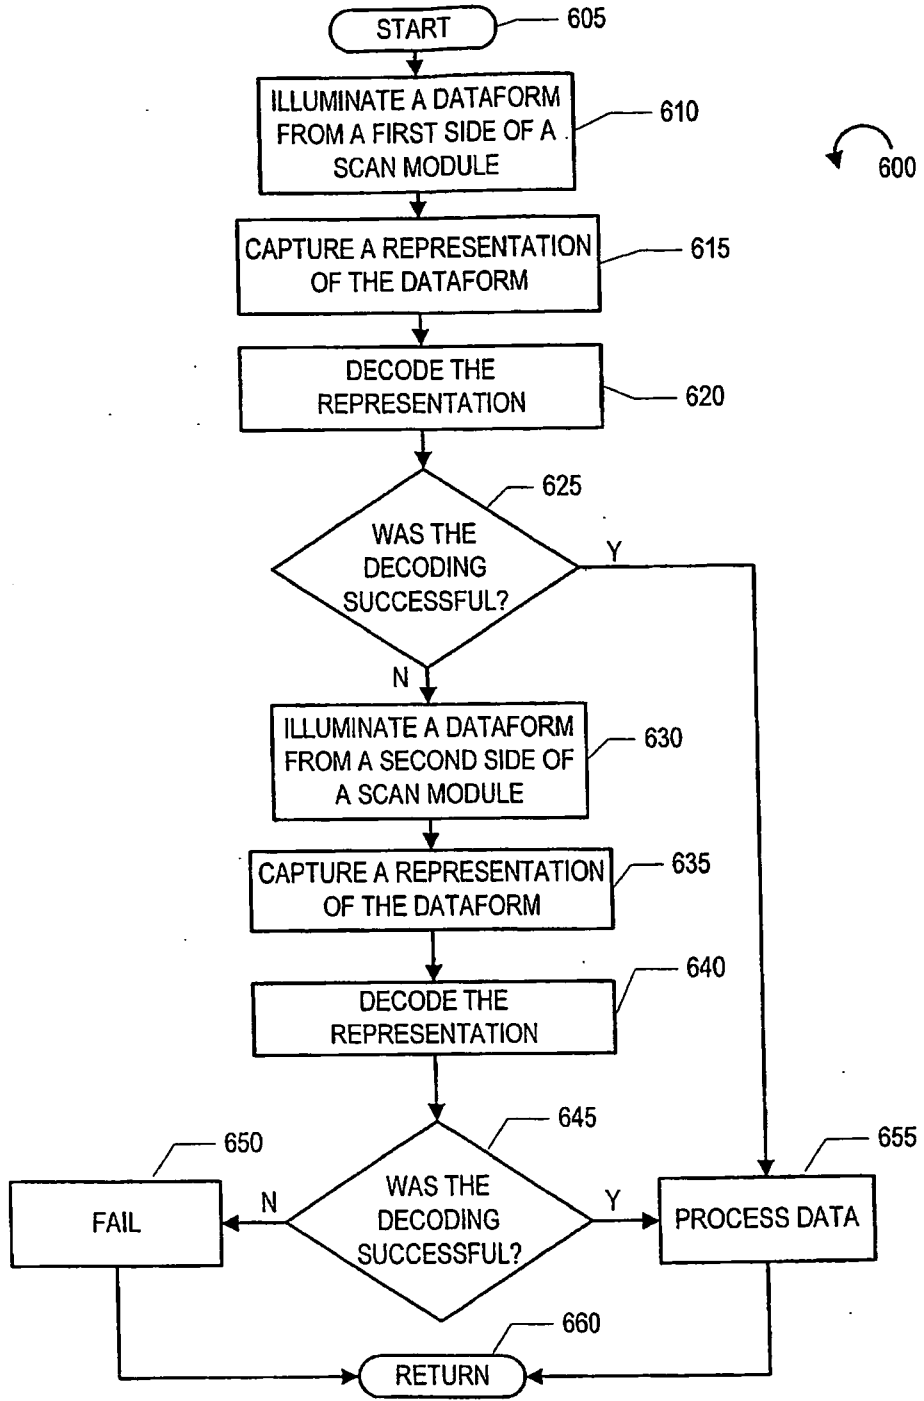 START
605
ILLUMINATE A DATAFORM
FROM A FIRST SIDE OF A
SCAN MODULE
610
600
CAPTURE A REPRESENTATION
OF THE DATAFORM
615
DECODE THE
REPRESENTATION
620
625
WAS THE
DECODING
SUCCESSFUL?
Y
N
ILLUMINATE A DATAFORM
FROM A SECOND SIDE OF
A SCAN MODULE
630
CAPTURE A REPRESENTATION
OF THE DATAFORM
635
DECODE THE
REPRESENTATION
640
645
WAS THE
DECODING
SUCCESSFUL?
650
N
Y
655
FAIL
PROCESS DATA
660
RETURN